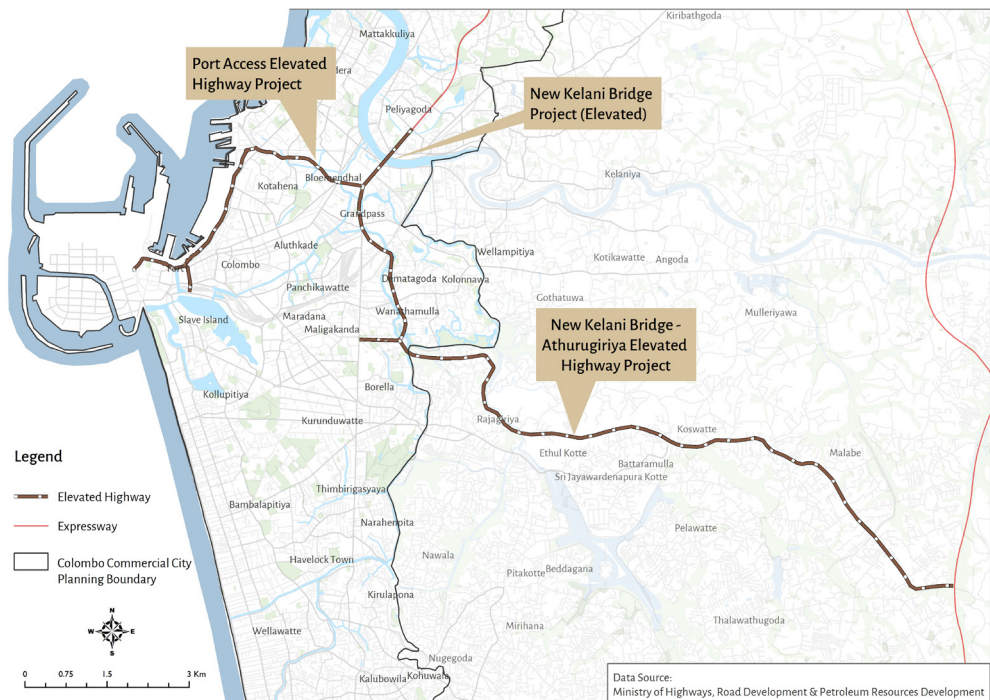 Kiribathgoda
Mattakkuliya
Port Access Elevated
Highway Project
dera
New Kelani Bridge
Project (Elevated)
Peliyagoda
Bloemendhal
Kelaniya
Kotahena
Grandpass
Aluthkade
Wellampitiya
Kotikawatte
Angoda
Fort
Colombo
Dematagoda
Kolonnawa
Panchikawatte
Gothatuwa
Mulleriyawa
Slave Island
Maradana
Wanathamulla
Maligakanda
New Kelani Bridge -
Athurugiriya Elevated
Highway Project
Borella
Kollupitiya
Kurunduwatte
Rajagiriya
Koswatte
Ethul Kotte
Malabe
Battaramulla
Sri Jayawardenapura Kotte
Legend
Elevated Highway
Expressway
Colombo Commercial City
Planning Boundary
Thimbirigasyaya
Bambalapitiya
Narahenpita
Pelawatte
Havelock Town
Nawala
Pitakotte
Beddagana
Kirulapona
Thalawathugoda
Mirihana
Wellawatte
Nugegoda
Kalubowila
Kohuwala
N
W
E
S
0 0.75 1.5 3 Km
Data Source:
Ministry of Highways, Road Development & Petroleum Resources Development